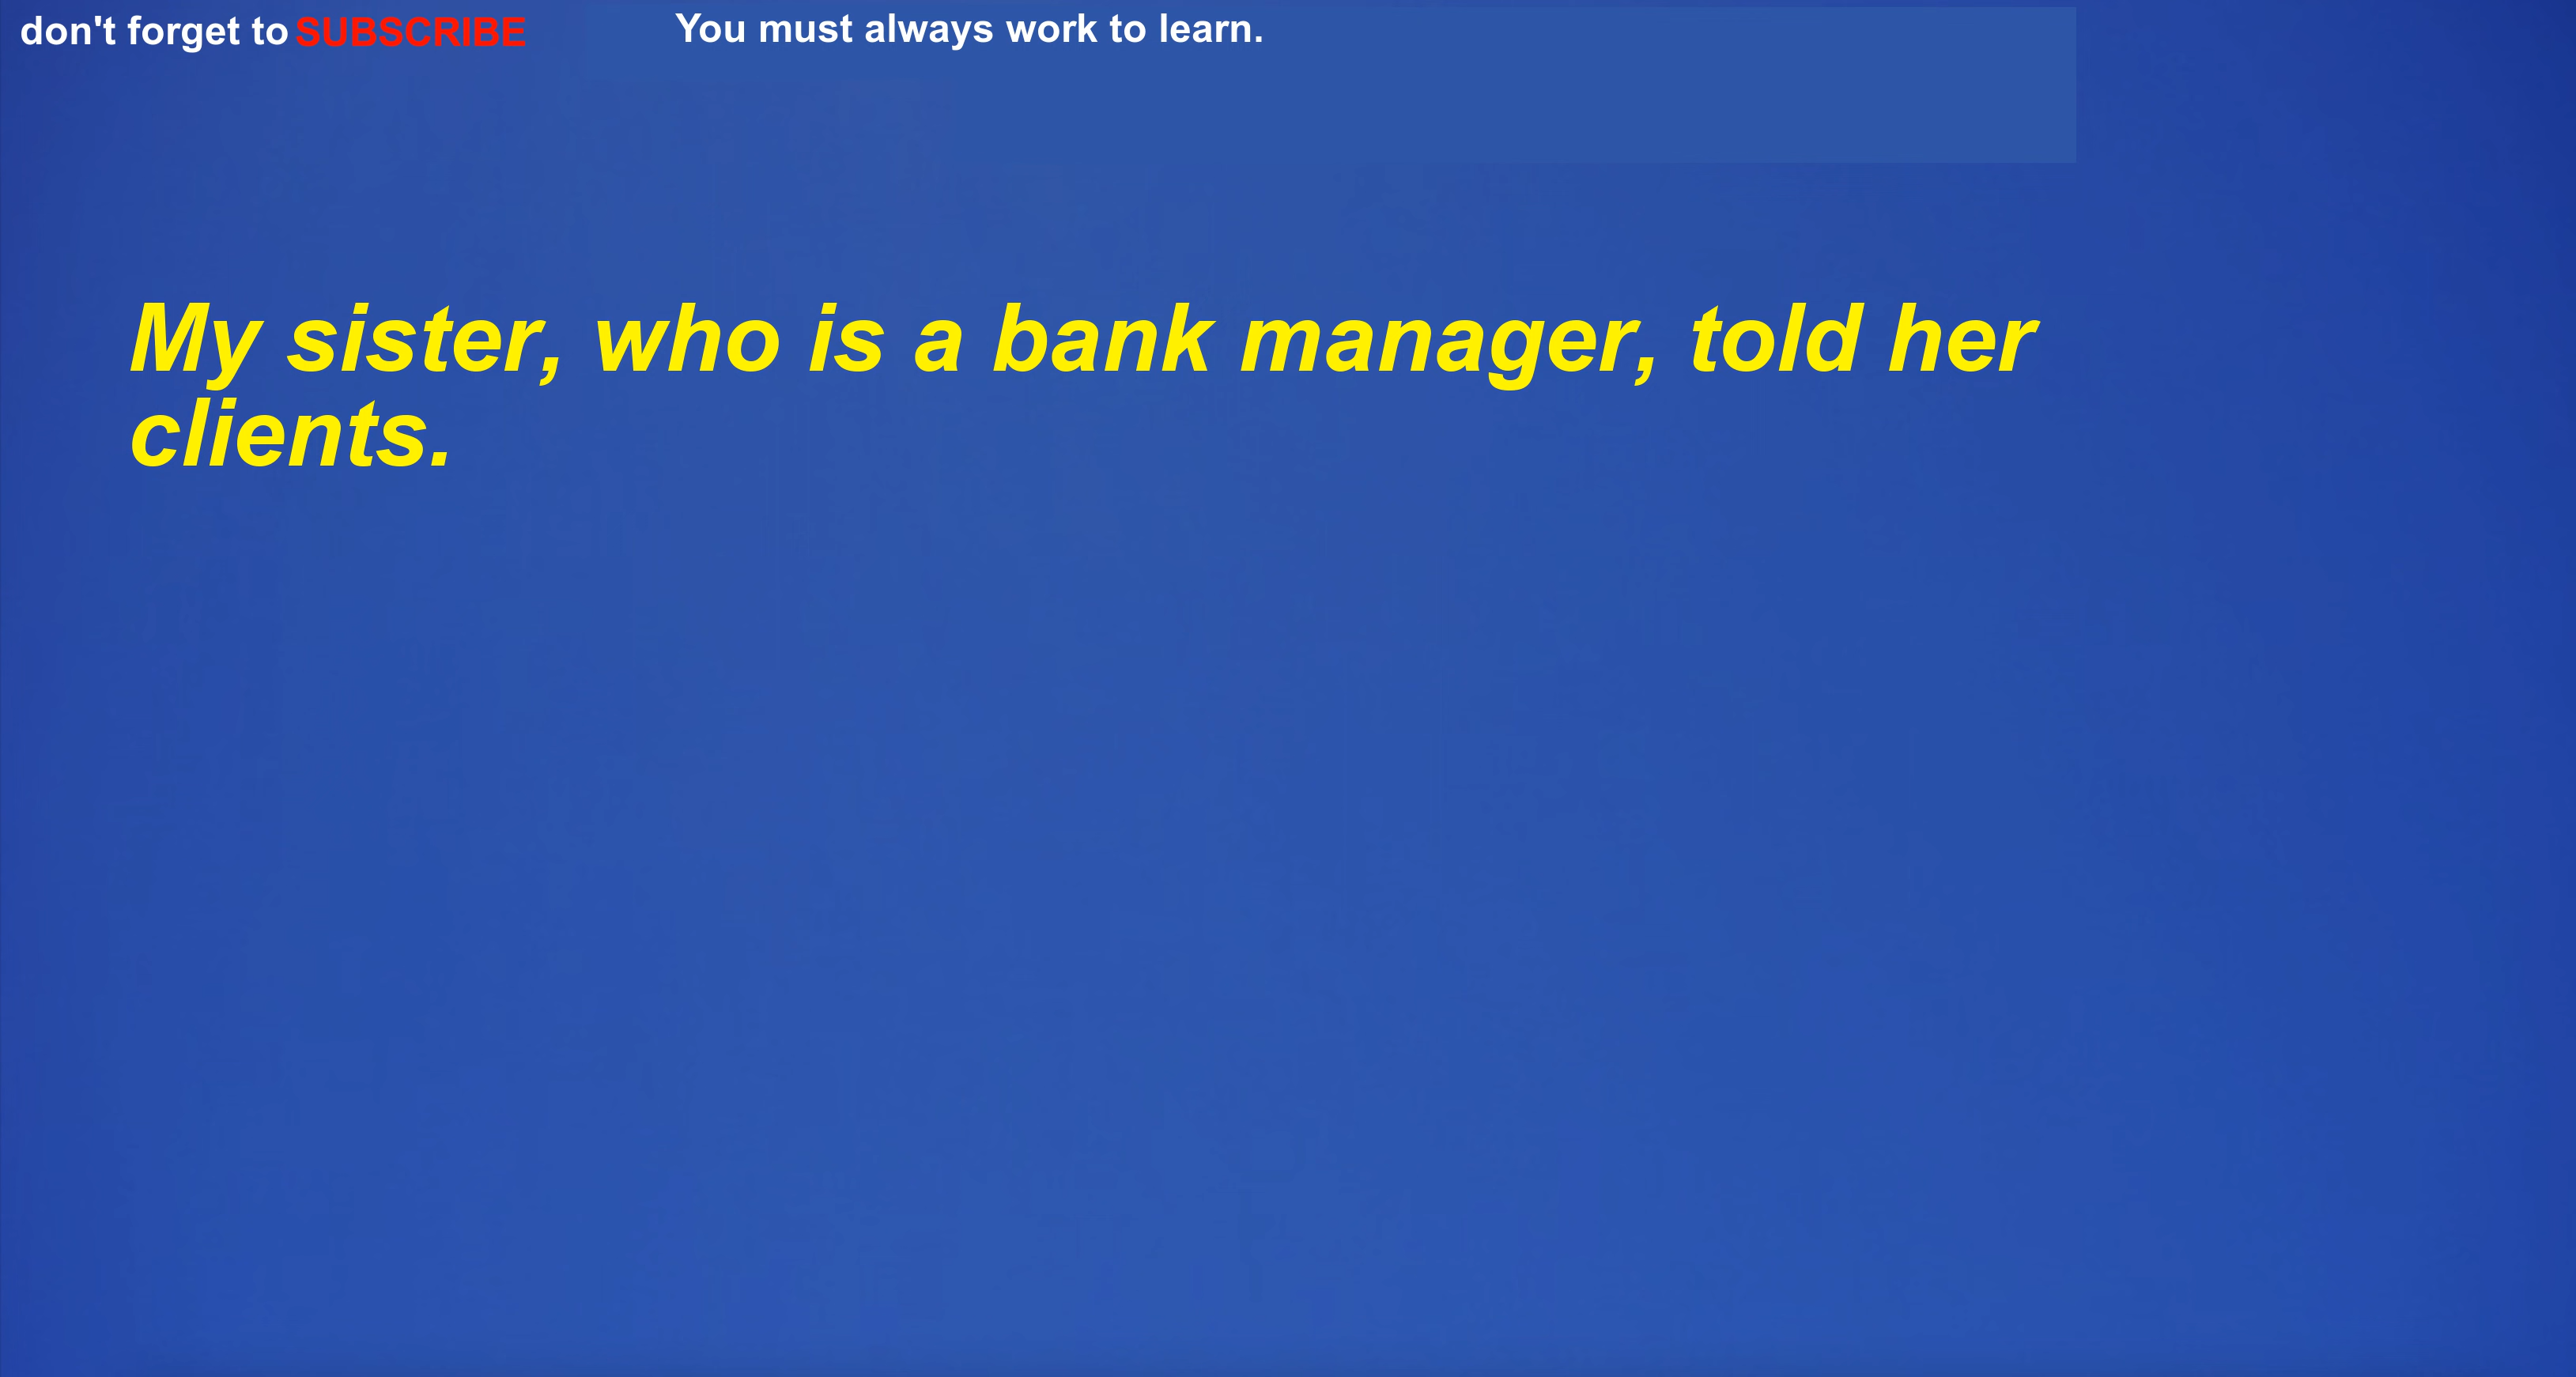 don't forget to SUBSCRIBE
You must always work to learn.
My sister, who is a bank manager, told her
clients.